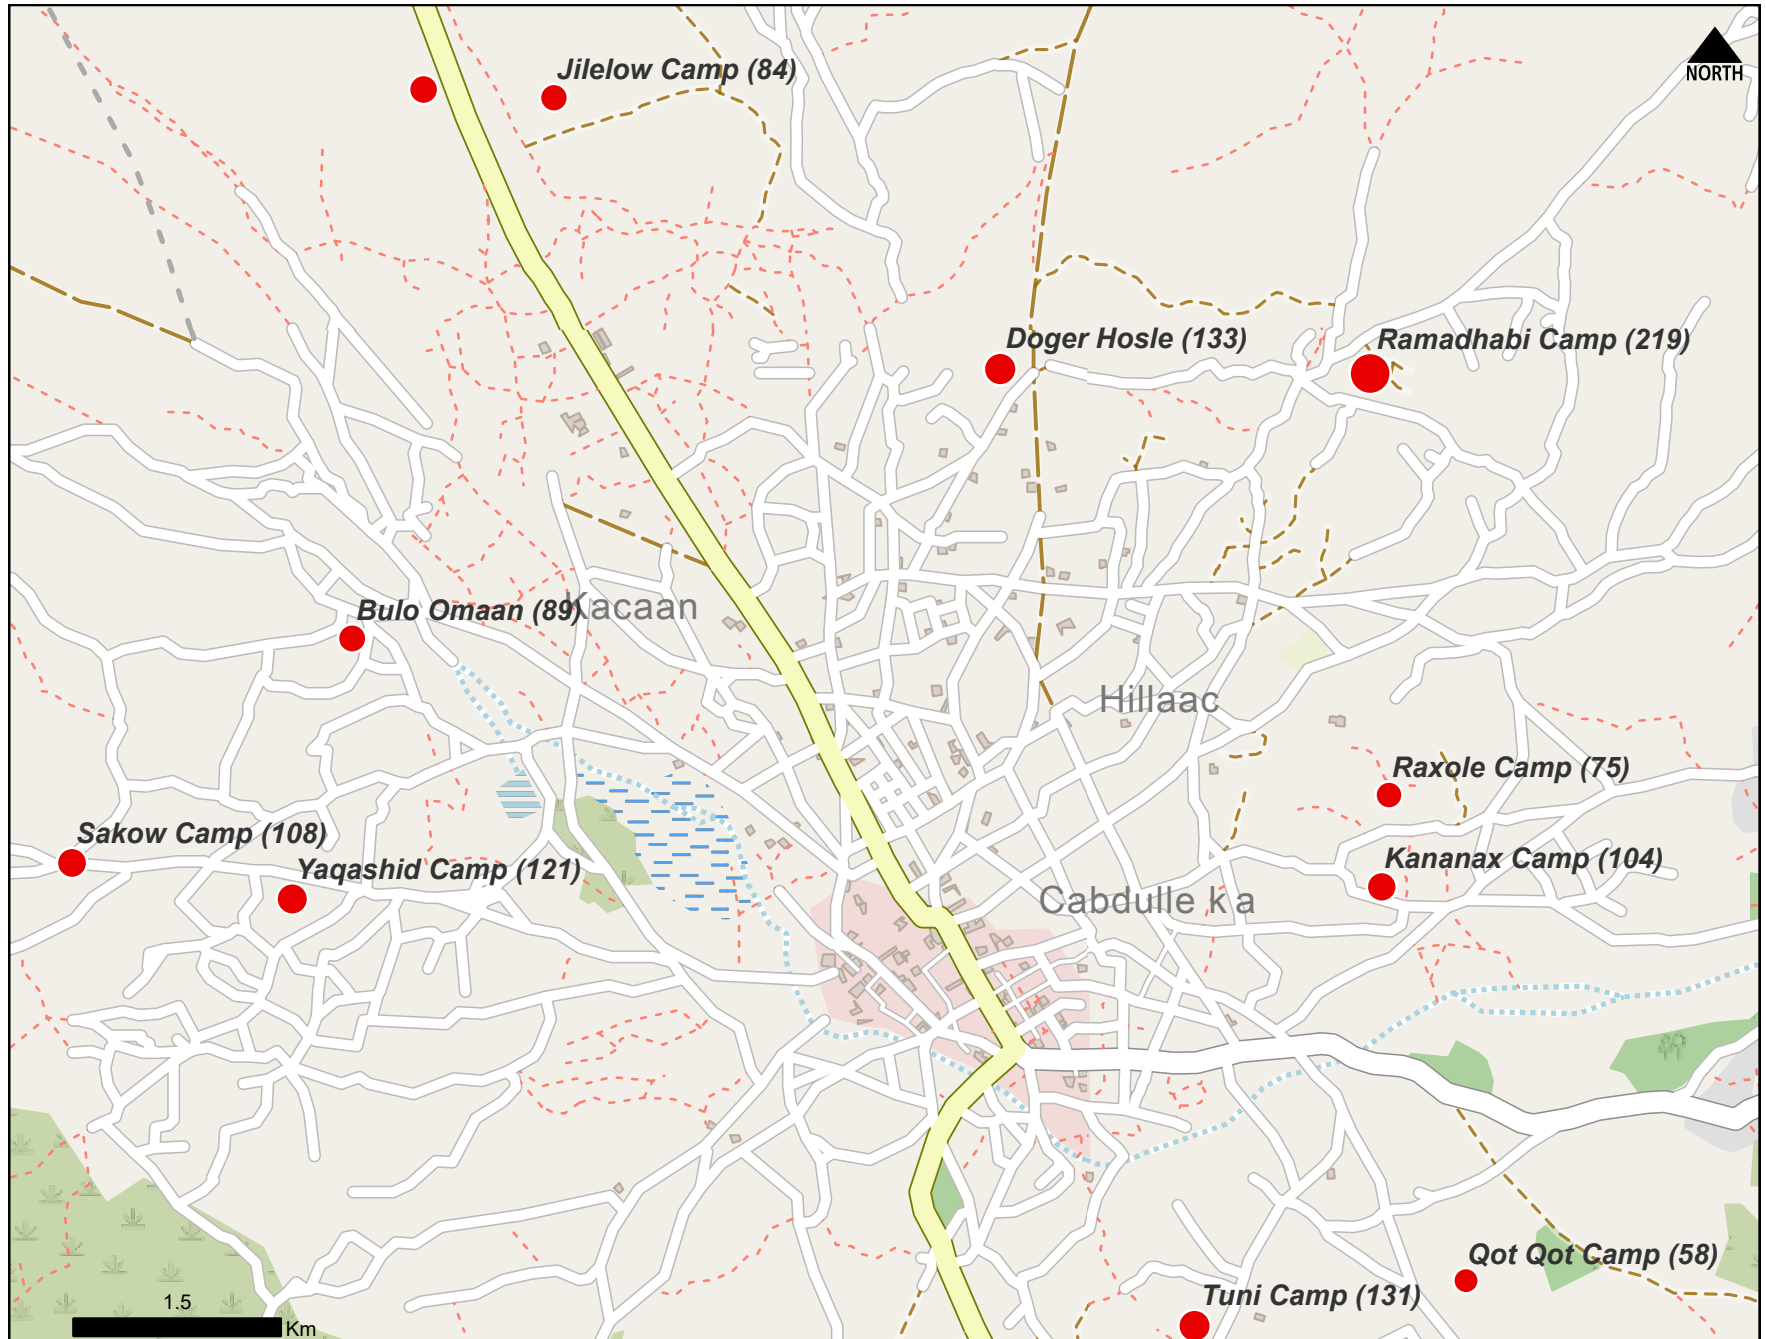 Jilelow Camp (84)
NORTH
Doger Hosle (133)
Ramadhabi Camp (219)
Bulo Omaan (89)
Kacaan
Hillaac
Raxole Camp (75)
Sakow Camp (108)
Yaqashid Camp (121)
Kananax Camp (104)
Cabdulle k a
Qot Qot Camp (58)
Tuni Camp (131)
1.5
Km